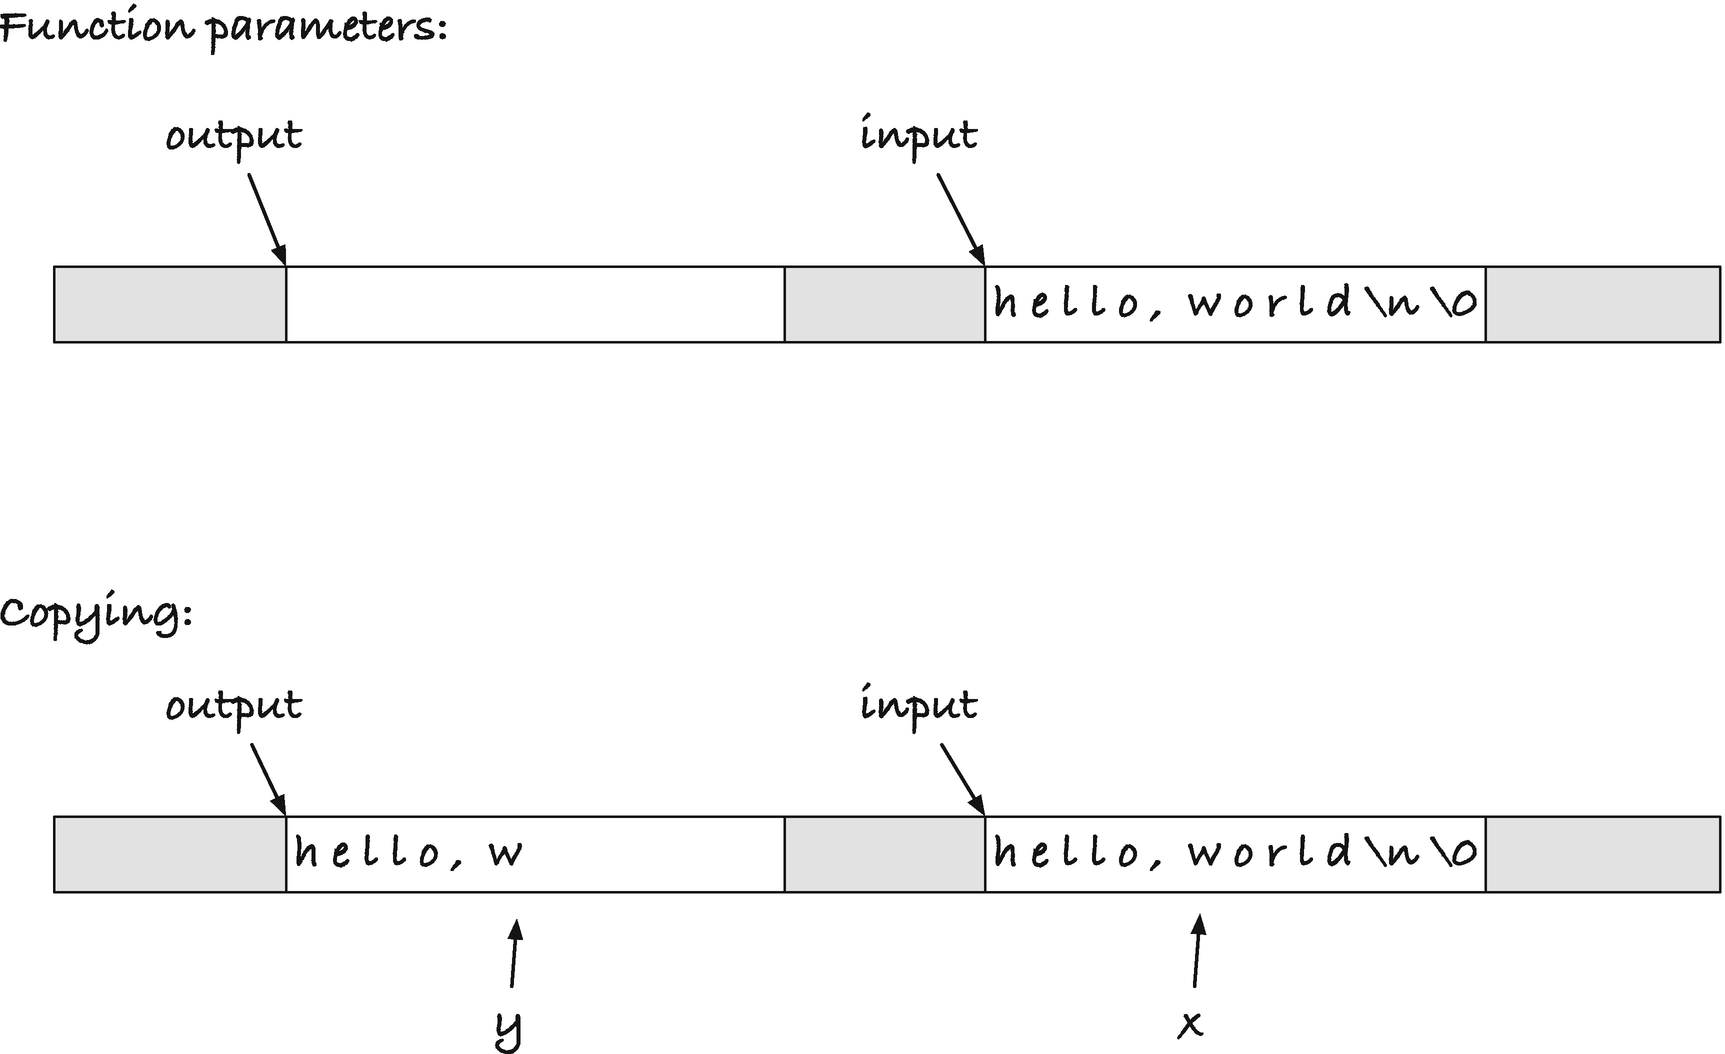 Function parameters:
output input
hello, world\n\0
Copying:
output input
hello, w hello, world\n\0
y x